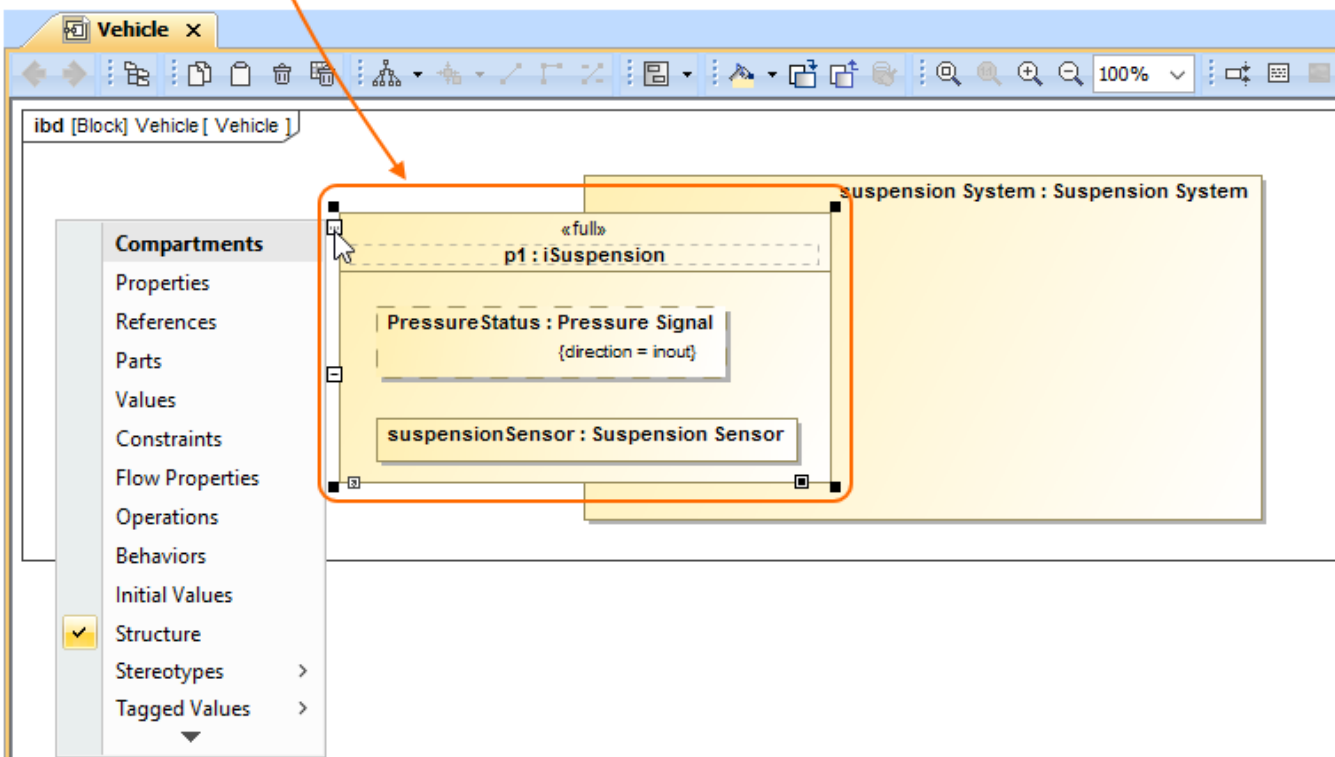 Vehicle
100%
ibd [Block] Vehicle [ Vehicle ]
suspension System : Suspension System
«full»
p1 : iSuspension
PressureStatus : Pressure Signal
{direction = inout}
suspensionSensor : Suspension Sensor
Compartments
Properties
References
Parts
Values
Constraints
Flow Properties
Operations
Behaviors
Initial Values
Structure
Stereotypes
Tagged Values